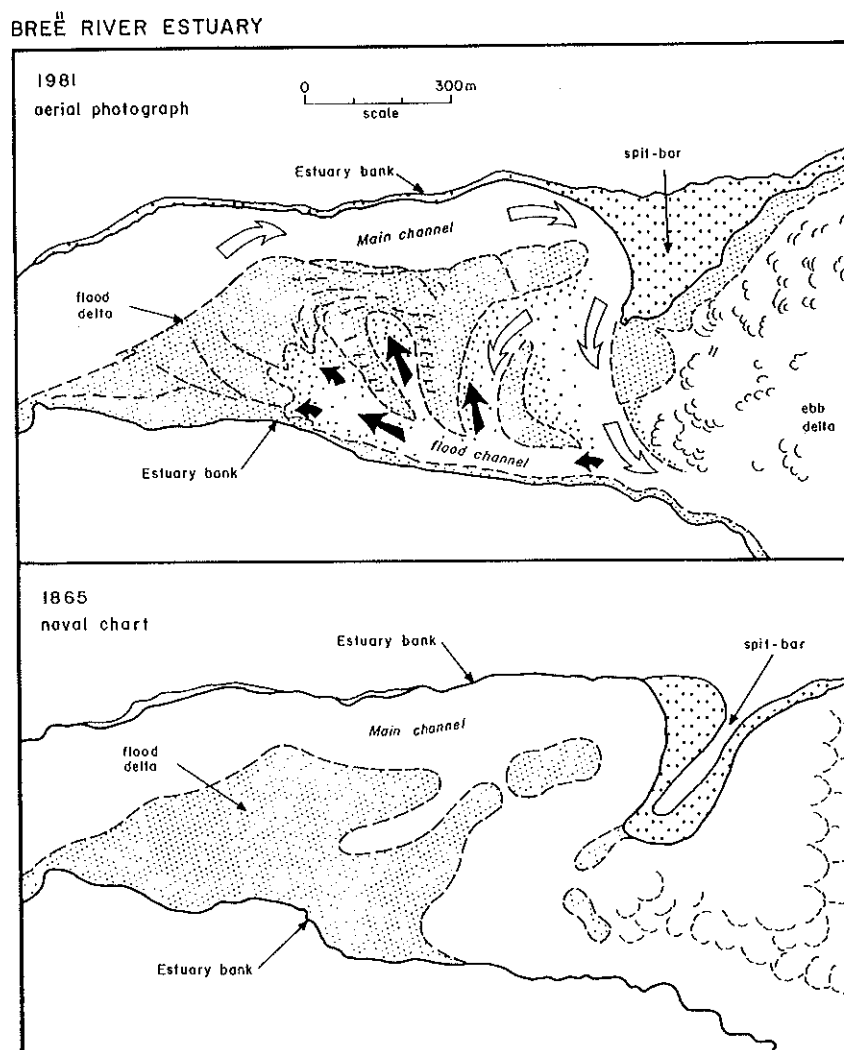 BREË RIVER ESTUARY
1981
aerial photograph
0 300m
scale
Estuary bank
spit-bar
Main channel
flood
delta
ebb
delta
flood channel
Estuary bank
1865
naval chart
Estuary bank
spit-bar
Main channel
flood
delta
Estuary bank